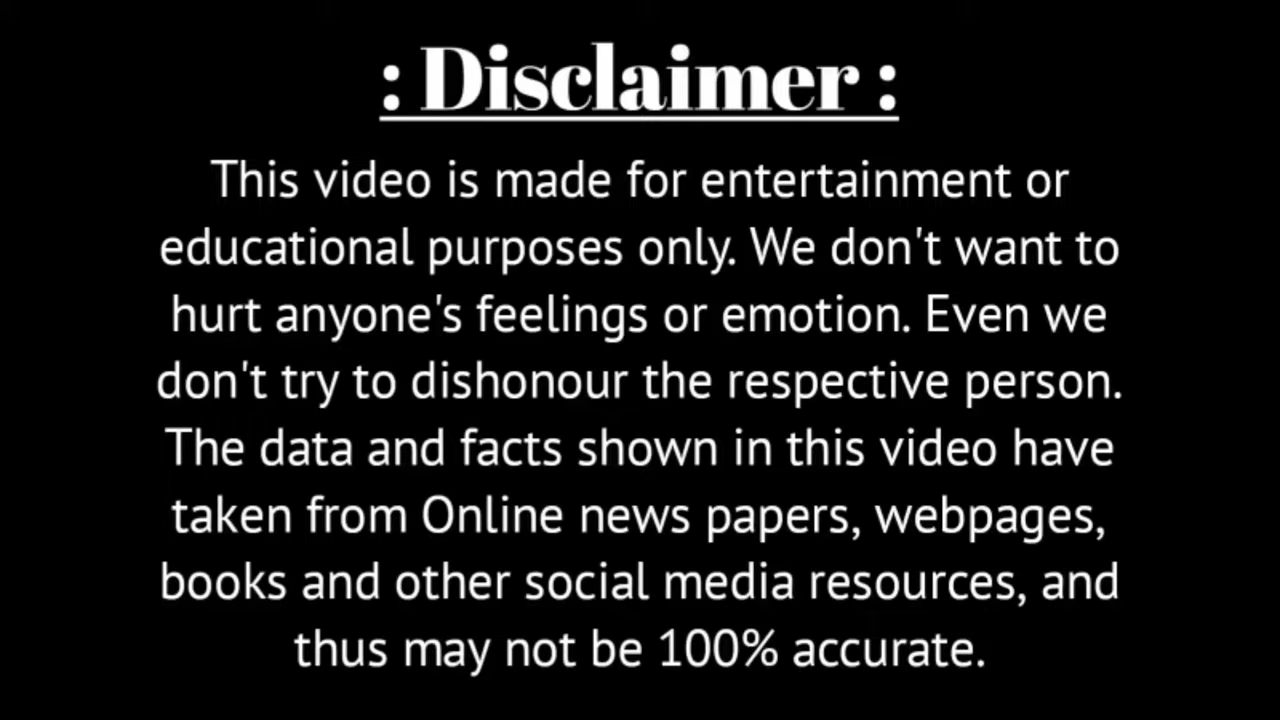 : Disclaimer :
This video is made for entertainment or
educational purposes only. We don't want to
hurt anyone's feelings or emotion. Even we
don't try to dishonour the respective person.
The data and facts shown in this video have
taken from Online news papers, webpages,
books and other social media resources, and
thus may not be 100% accurate.